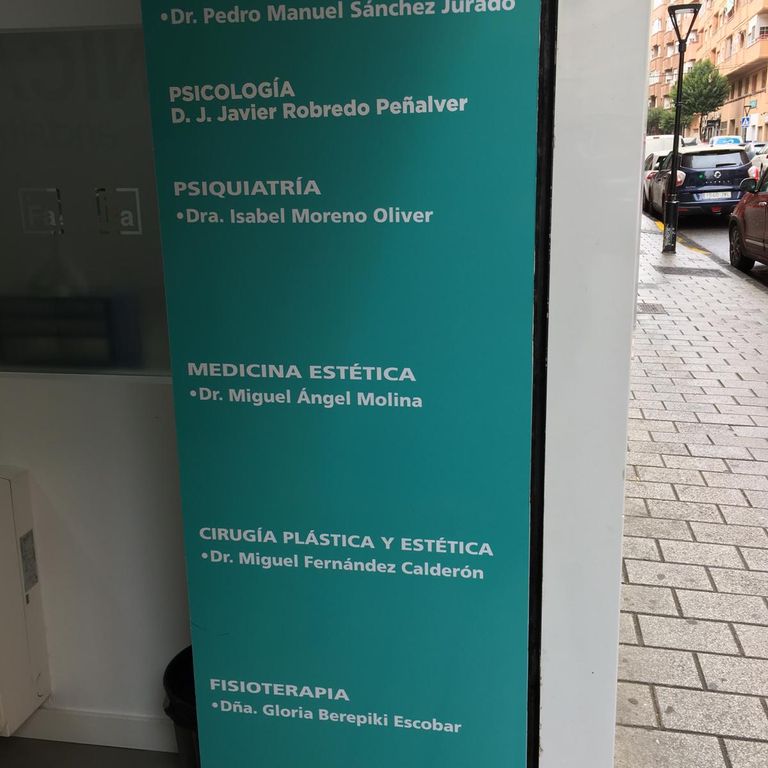 •Dr. Pedro Manuel Sánchez Jurado
PSICOLOGÍA
D. J. Javier Robredo Peñalver
PSIQUIATRÍA
•Dra. Isabel Moreno Oliver
MEDICINA ESTÉTICA
•Dr. Miguel Ángel Molina
CIRUGÍA PLÁSTICA Y ESTÉTICA
•Dr. Miguel Fernández Calderón
FISIOTERAPIA
•Dña. Gloria Berepiki Escobar